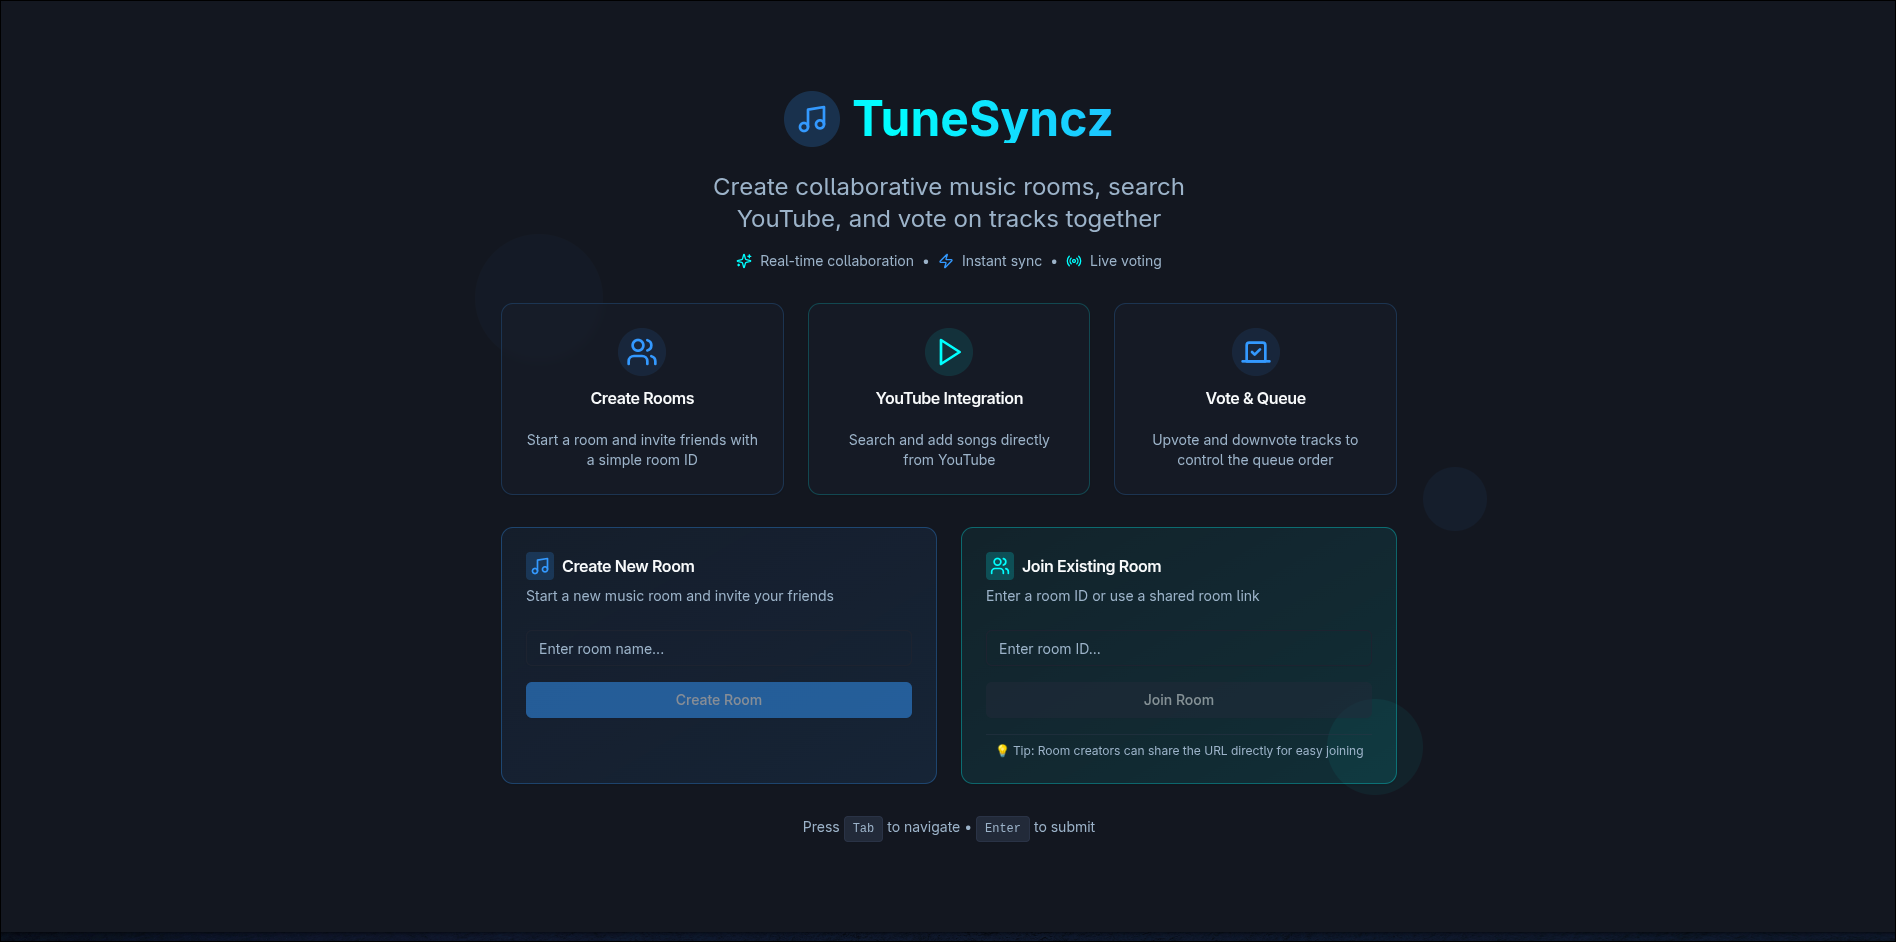 TuneSyncz
Create collaborative music rooms, search
YouTube, and vote on tracks together
Real-time collaboration • Instant sync • Live voting
Create Rooms
Start a room and invite friends with
a simple room ID
YouTube Integration
Search and add songs directly
from YouTube
Vote & Queue
Upvote and downvote tracks to
control the queue order
Create New Room
Start a new music room and invite your friends
Enter room name...
Create Room
Join Existing Room
Enter a room ID or use a shared room link
Enter room ID...
Join Room
💡 Tip: Room creators can share the URL directly for easy joining
Press Tab to navigate • Enter to submit